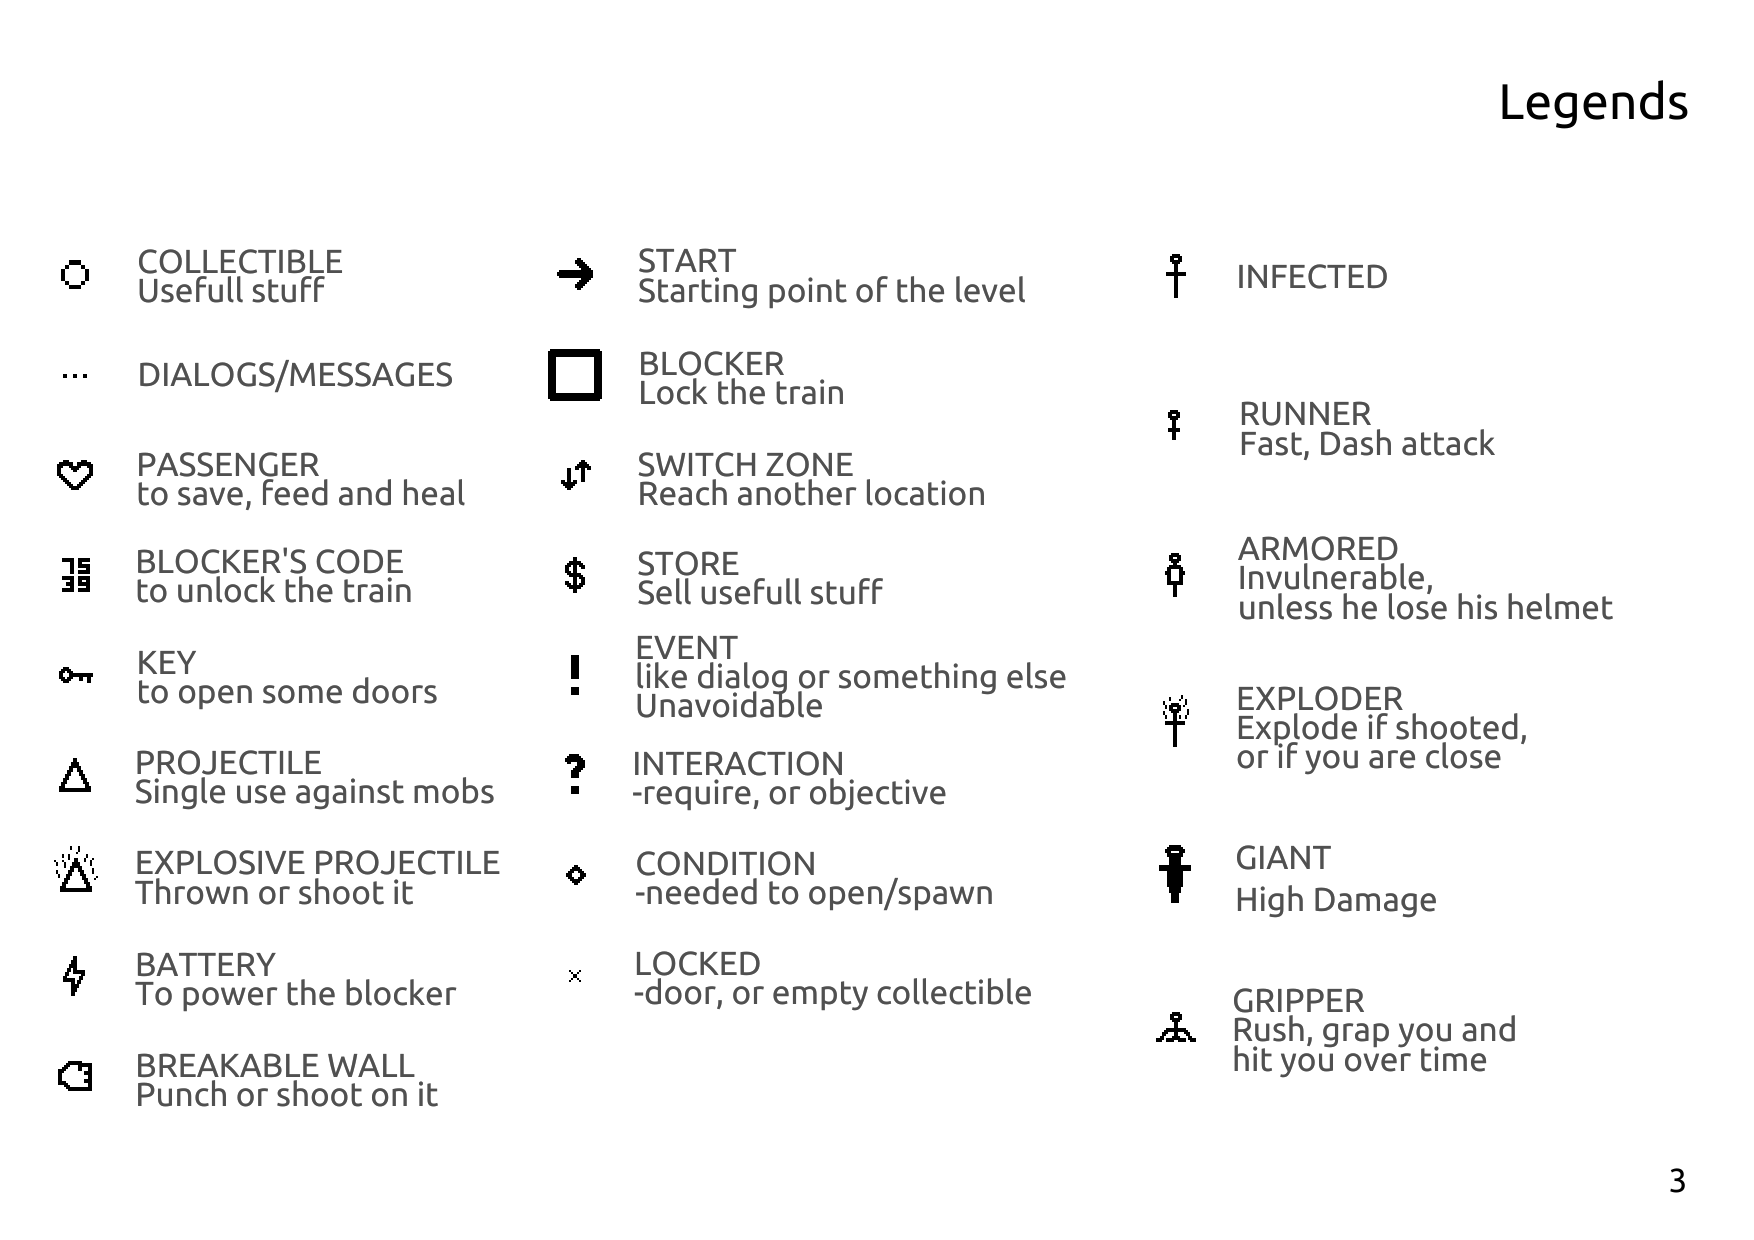 Legends
COLLECTIBLE
Usefull stuff
DIALOGS/MESSAGES
PASSENGER
to save, feed and heal
75
39
BLOCKER'S CODE
to unlock the train
KEY
to open some doors
PROJECTILE
Single use against mobs
EXPLOSIVE PROJECTILE
Thrown or shoot it
BATTERY
To power the blocker
BREAKABLE WALL
Punch or shoot on it
START
Starting point of the level
BLOCKER
Lock the train
SWITCH ZONE
Reach another location
$
STORE
Sell usefull stuff
!
EVENT
like dialog or something else
Unavoidable
?
INTERACTION
-require, or objective
CONDITION
-needed to open/spawn
LOCKED
-door, or empty collectible
INFECTED
RUNNER
Fast, Dash attack
ARMORED
Invulnerable,
unless he lose his helmet
EXPLODER
Explode if shooted,
or if you are close
GIANT
High Damage
GRIPPER
Rush, grap you and
hit you over time
3